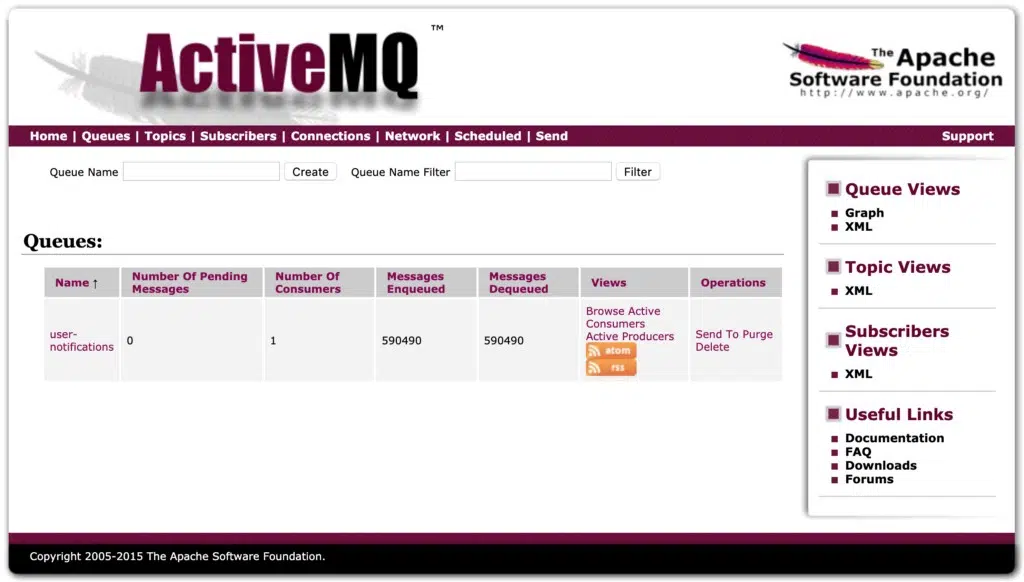 ActiveMQ™
The Apache
Software Foundation
http://www.apache.org/
Home | Queues | Topics | Subscribers | Connections | Network | Scheduled | Send
Support
Queue Name
Create
Queue Name Filter
Filter
Queues:
Name ↑
Number Of Pending
Messages
Number Of
Consumers
Messages
Enqueued
Messages
Dequeued
Views
Operations
user-
notifications
0
1
590490
590490
Browse Active
Consumers
Active Producers
atom
rss
Send To Purge
Delete
Queue Views
Graph
XML
Topic Views
XML
Subscribers
Views
XML
Useful Links
Documentation
FAQ
Downloads
Forums
Copyright 2005-2015 The Apache Software Foundation.